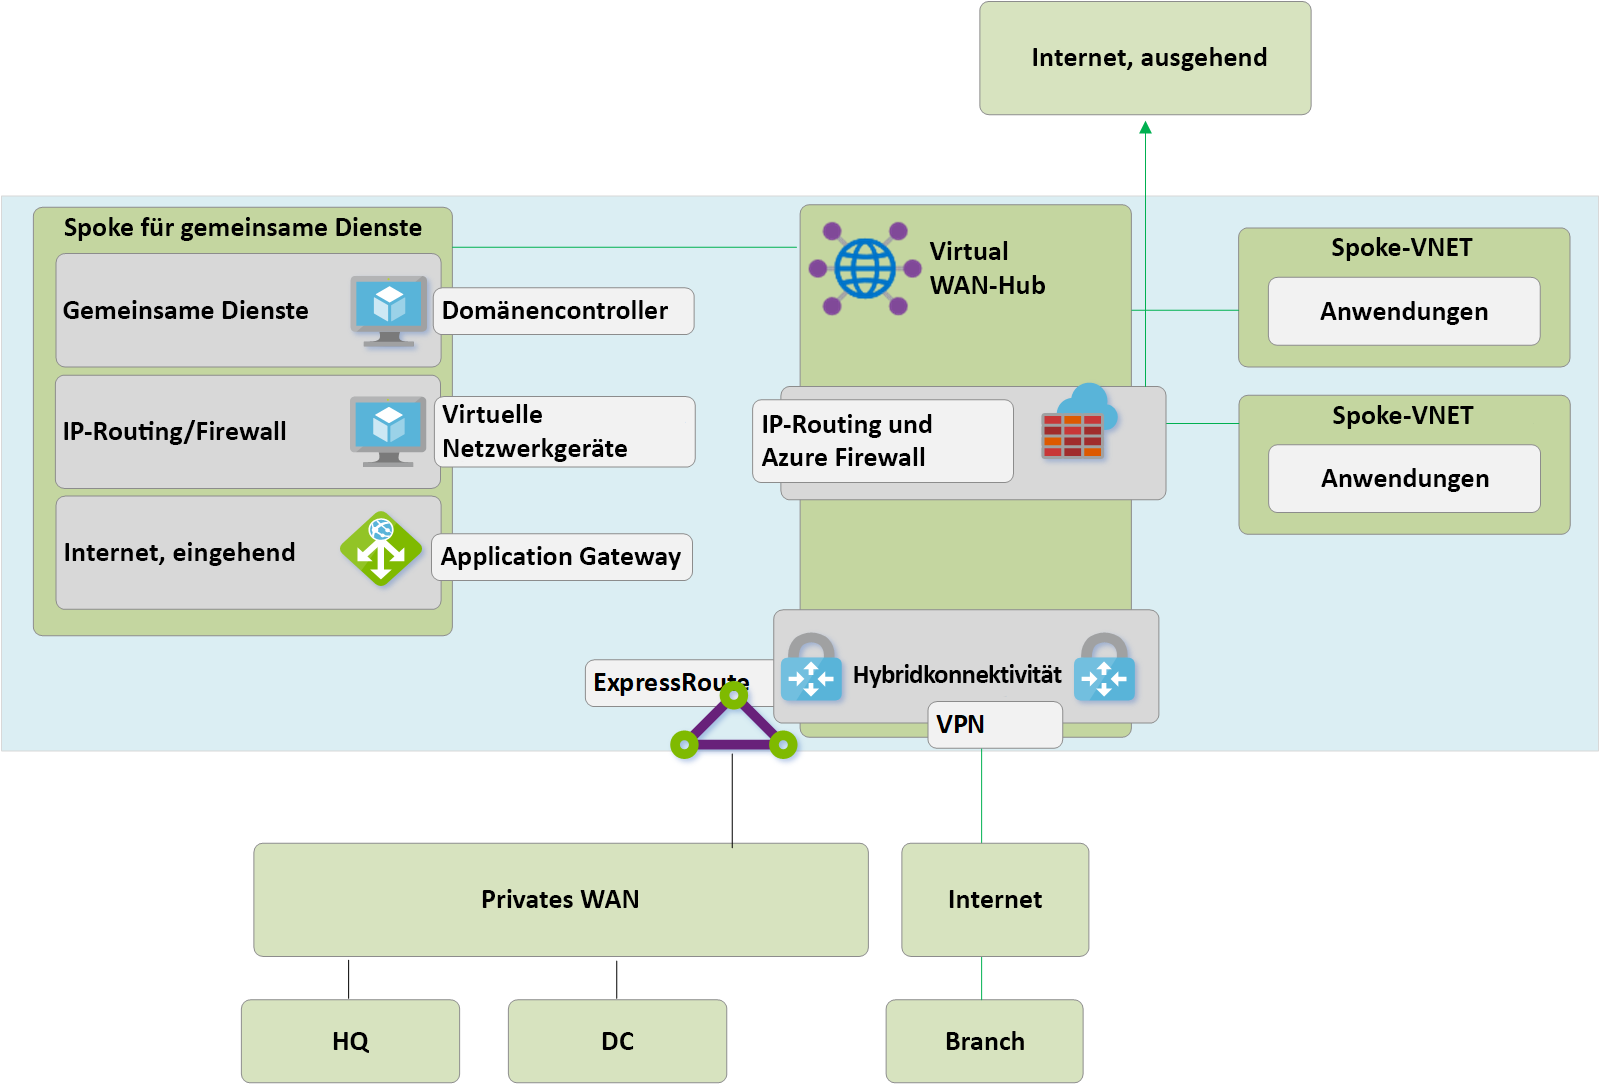 Internet, ausgehend
Spoke für gemeinsame Dienste
Gemeinsame Dienste
Domänencontroller
IP-Routing/Firewall
Virtuelle
Netzwerkgeräte
Internet, eingehend
Application Gateway
Virtual
WAN-Hub
IP-Routing und
Azure Firewall
Spoke-VNET
Anwendungen
Spoke-VNET
Anwendungen
ExpressRoute
Hybridkonnektivität
VPN
Privates WAN
Internet
HQ
DC
Branch